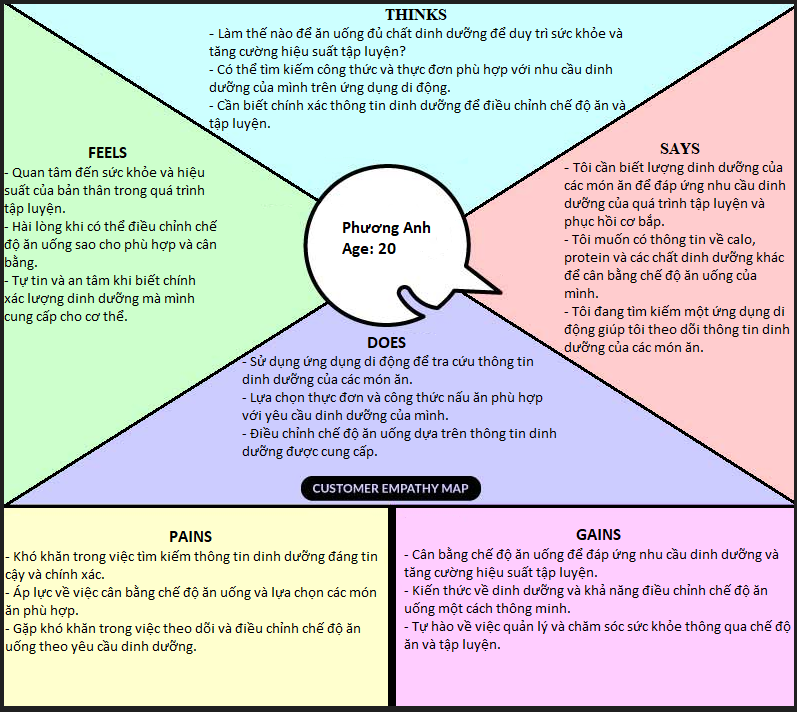 THINKS
- Làm thế nào để ăn uống đủ chất dinh dưỡng để duy trì sức khỏe và
tăng cường hiệu suất tập luyện?
- Có thể tìm kiếm công thức và thực đơn phù hợp với nhu cầu dinh
dưỡng của mình trên ứng dụng di động.
- Cần biết chính xác thông tin dinh dưỡng để điều chỉnh chế độ ăn và
tập luyện.
FEELS
- Quan tâm đến sức khỏe và hiệu
suất của bản thân trong quá trình
tập luyện.
- Hài lòng khi có thể điều chỉnh chế
độ ăn uống sao cho phù hợp và cân
bằng.
- Tự tin và an tâm khi biết chính
xác lượng dinh dưỡng mà mình
cung cấp cho cơ thể.
Phương Anh
Age: 20
SAYS
- Tôi cần biết lượng dinh dưỡng của
các món ăn để đáp ứng nhu cầu dinh
dưỡng của quá trình tập luyện và
phục hồi cơ bắp.
- Tôi muốn có thông tin về calo,
protein và các chất dinh dưỡng khác
để cân bằng chế độ ăn uống của
mình.
- Tôi đang tìm kiếm một ứng dụng di
động giúp tôi theo dõi thông tin dinh
dưỡng của các món ăn.
DOES
- Sử dụng ứng dụng di động để tra cứu thông tin
dinh dưỡng của các món ăn.
- Lựa chọn thực đơn và công thức nấu ăn phù hợp
với yêu cầu dinh dưỡng của mình.
- Điều chỉnh chế độ ăn uống dựa trên thông tin dinh
dưỡng được cung cấp.
CUSTOMER EMPATHY MAP
PAINS
- Khó khăn trong việc tìm kiếm thông tin dinh dưỡng đáng tin
cậy và chính xác.
- Áp lực về việc cân bằng chế độ ăn uống và lựa chọn các món
ăn phù hợp.
- Gặp khó khăn trong việc theo dõi và điều chỉnh chế độ ăn
uống theo yêu cầu dinh dưỡng.
GAINS
- Cân bằng chế độ ăn uống để đáp ứng nhu cầu dinh dưỡng và
tăng cường hiệu suất tập luyện.
- Kiến thức về dinh dưỡng và khả năng điều chỉnh chế độ ăn
uống một cách thông minh.
- Tự hào về việc quản lý và chăm sóc sức khỏe thông qua chế độ
ăn và tập luyện.